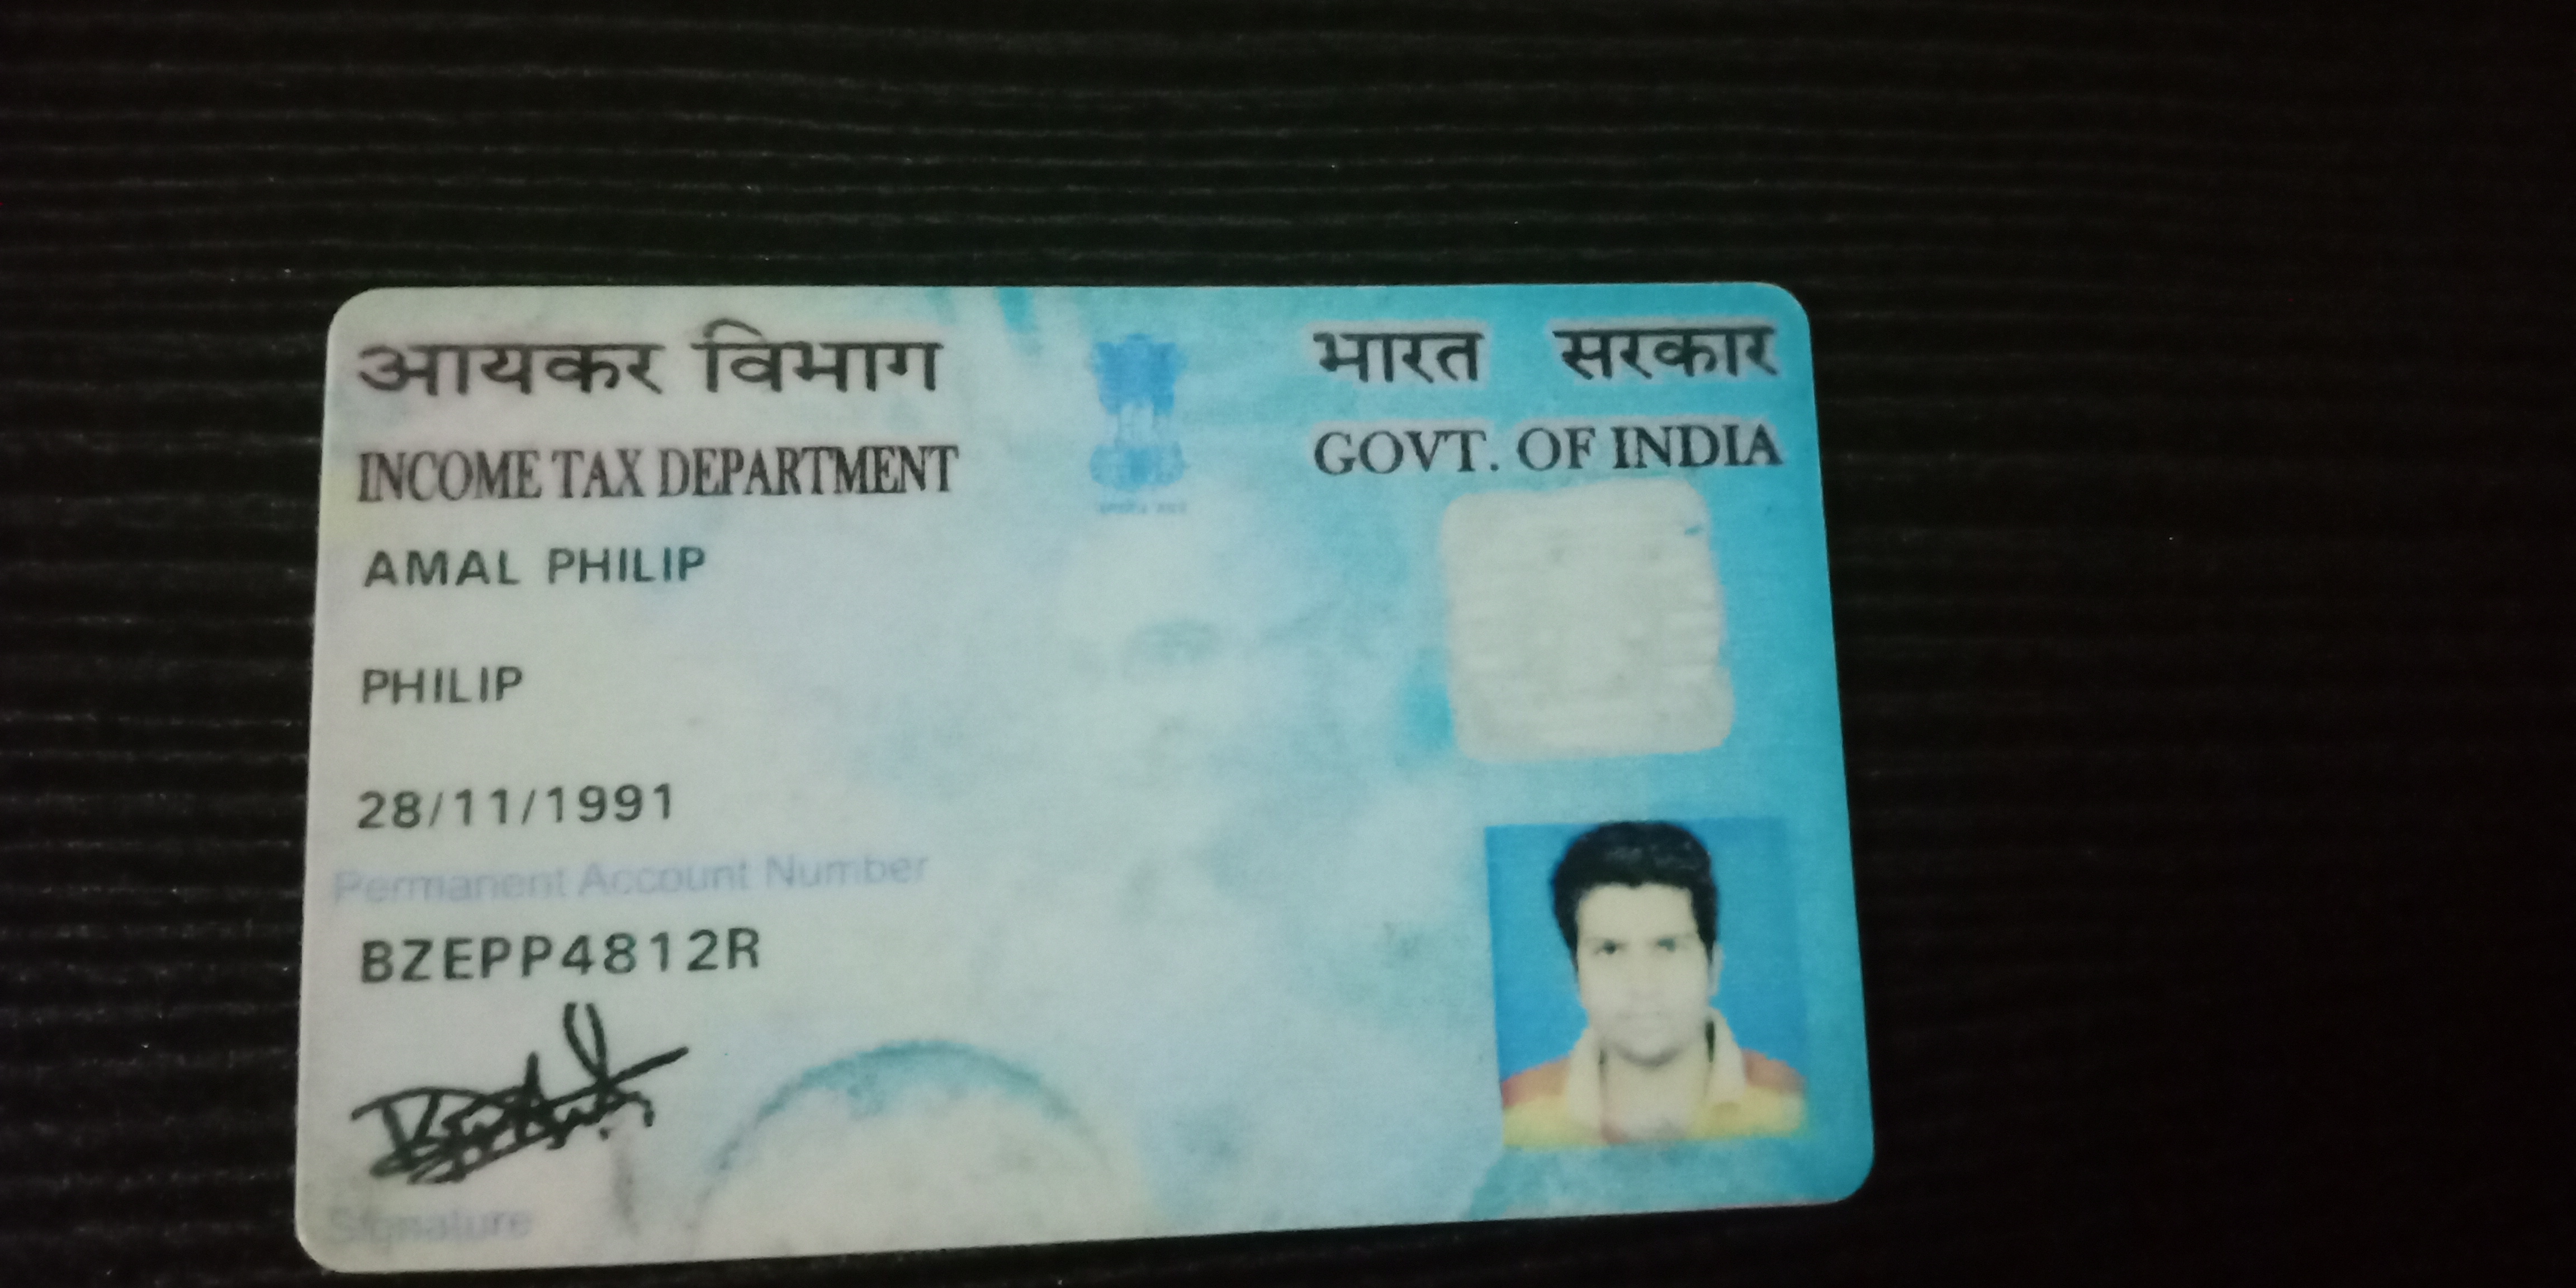 आयकर विभाग
भारत सरकार
INCOME TAX DEPARTMENT
GOVT. OF INDIA
AMAL PHILIP
PHILIP
28/11/1991
Permanent Account Number
BZEPP4812R
Signature